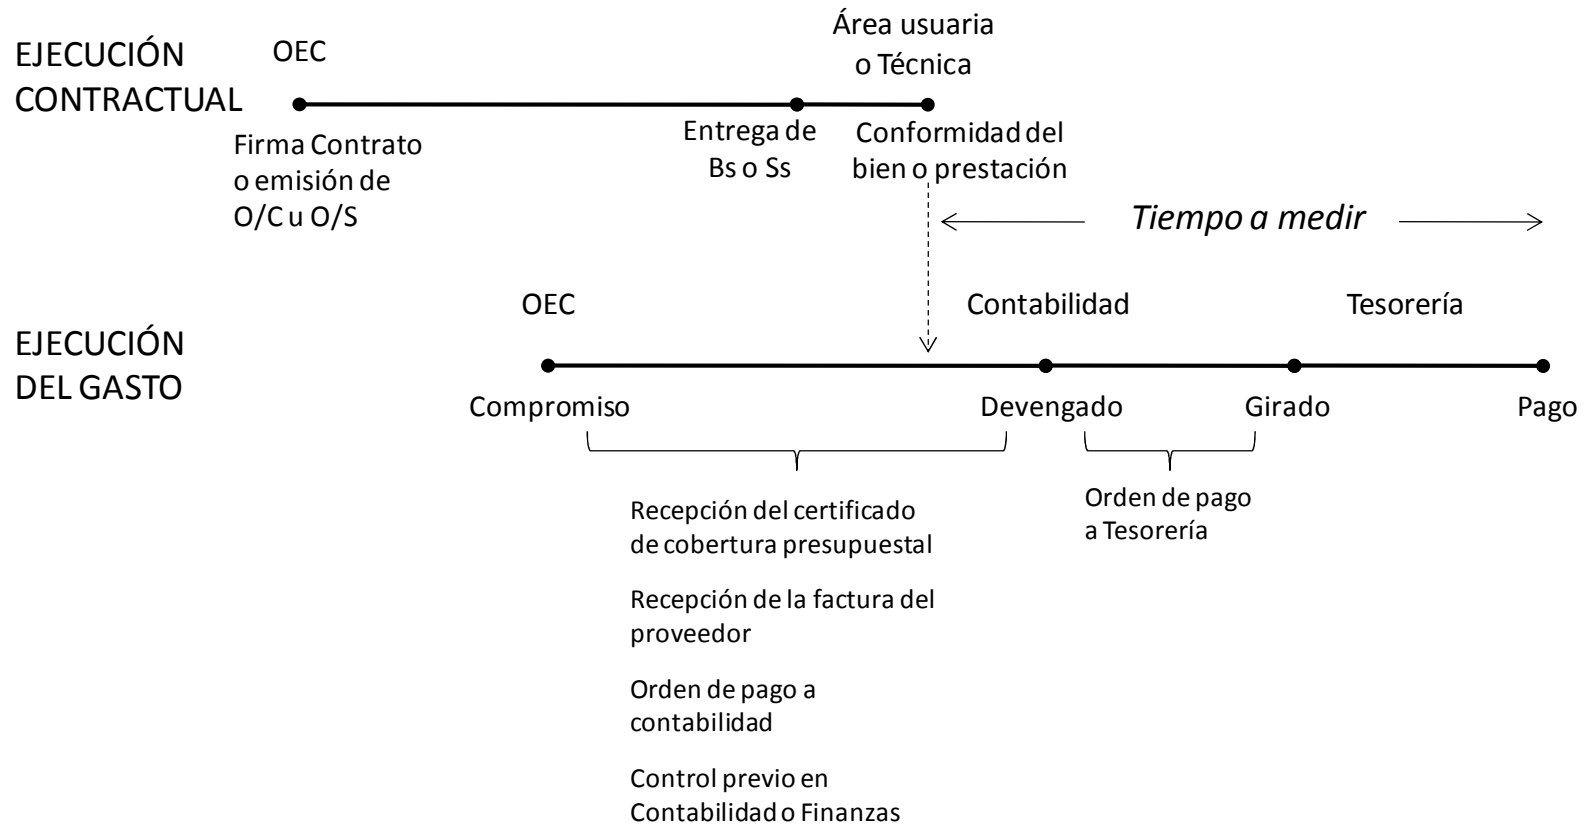 EJECUCIÓN
CONTRACTUAL
OEC
Área usuaria
o Técnica
Firma Contrato
o emisión de
O/C u O/S
Entrega de
Bs o Ss
Conformidad del
bien o prestación
Tiempo a medir
EJECUCIÓN
DEL GASTO
OEC
Contabilidad
Tesorería
Compromiso
Devengado
Girado
Pago
Recepción del certificado
de cobertura presupuestal
Recepción de la factura del
proveedor
Orden de pago a
contabilidad
Control previo en
Contabilidad o Finanzas
Orden de pago
a Tesorería